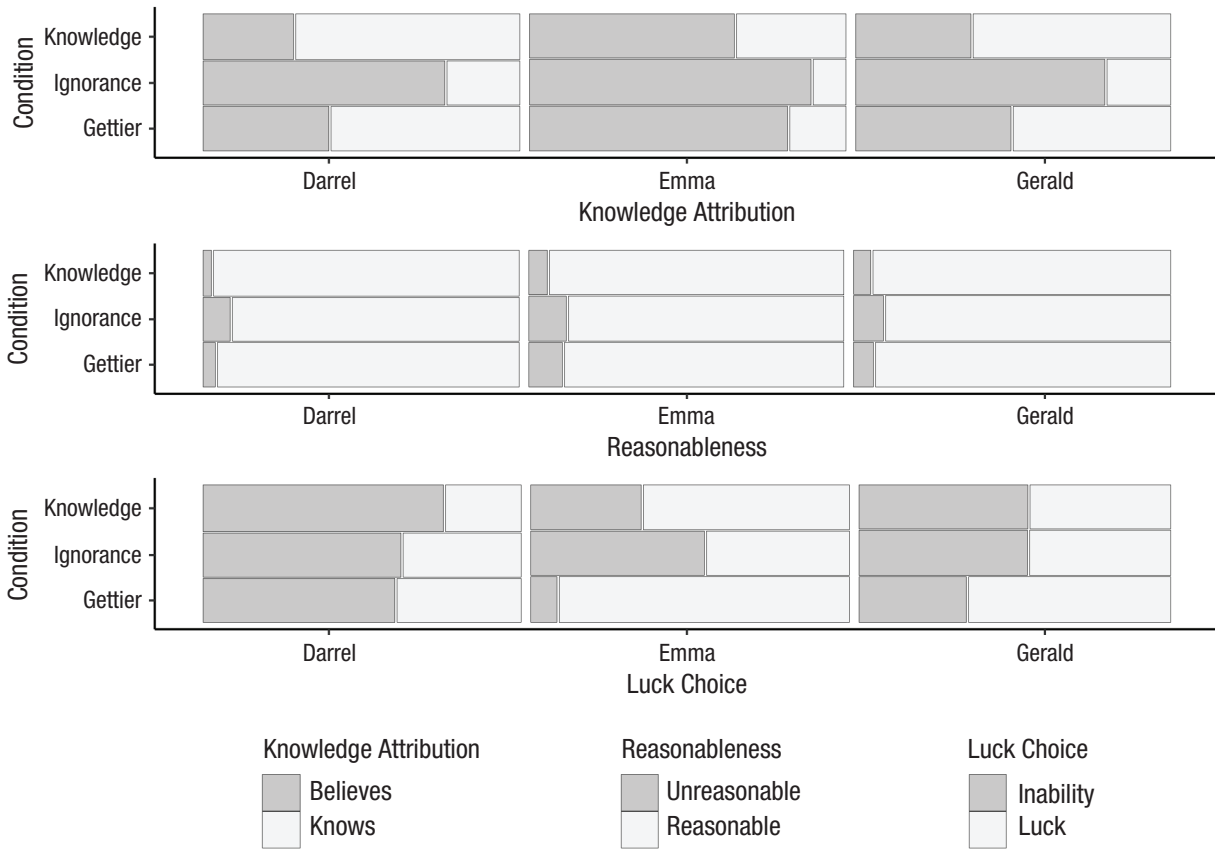 Condition
Knowledge
Ignorance
Gettier
Darrel Emma Gerald
Knowledge Attribution
Condition
Knowledge
Ignorance
Gettier
Darrel Emma Gerald
Reasonableness
Condition
Knowledge
Ignorance
Gettier
Darrel Emma Gerald
Luck Choice
Knowledge Attribution
Believes
Knows
Reasonableness
Unreasonable
Reasonable
Luck Choice
Inability
Luck